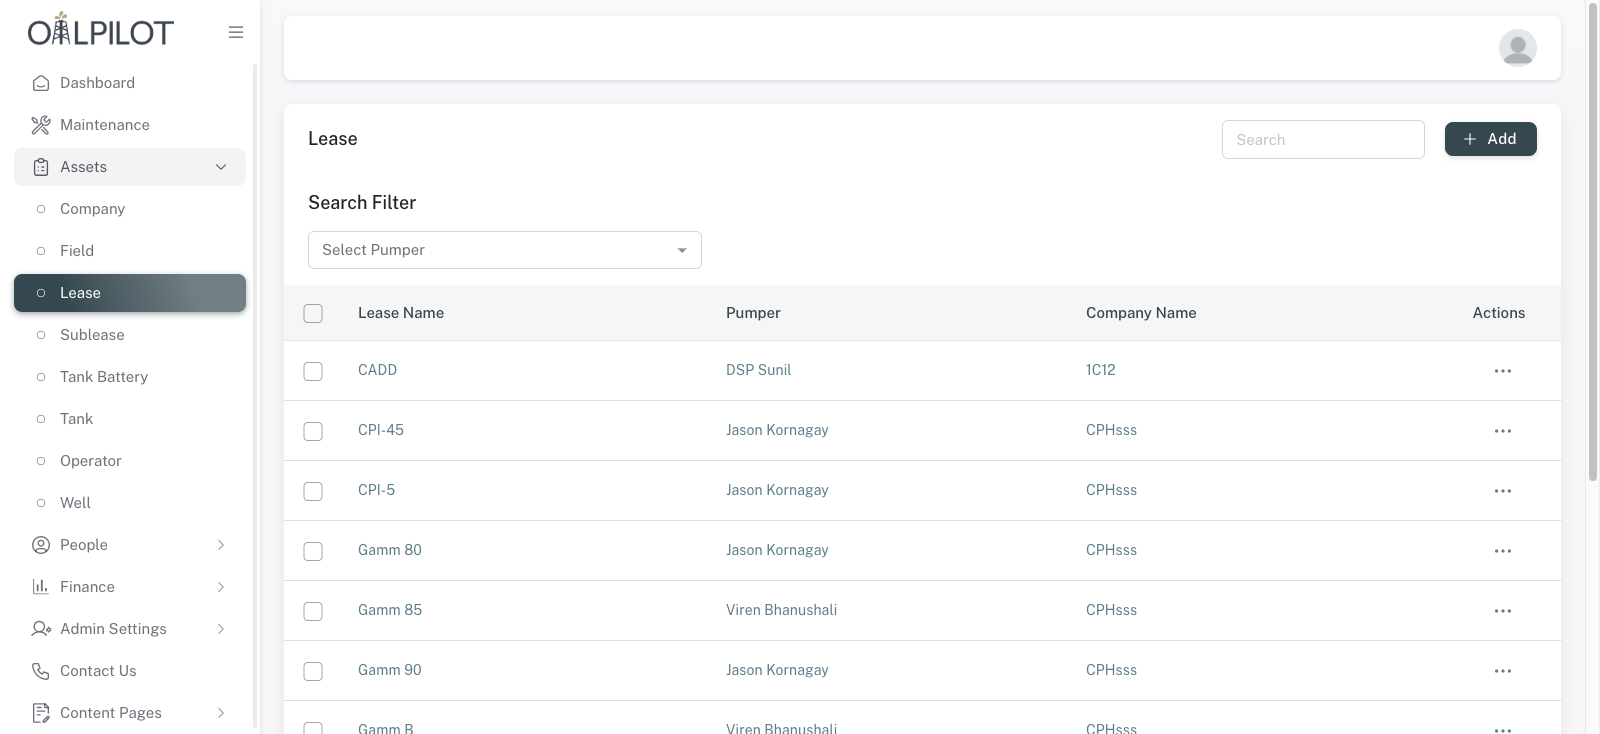 OILPILOT
Dashboard
Maintenance
Assets
Company
Field
Lease
Sublease
Tank Battery
Tank
Operator
Well
People
Finance
Admin Settings
Contact Us
Content Pages
Lease
Search
Add
Search Filter
Select Pumper
Lease Name Pumper Company Name Actions
CADD DSP Sunil 1C12
CPI-45 Jason Kornagay CPHsss
CPI-5 Jason Kornagay CPHsss
Gamm 80 Jason Kornagay CPHsss
Gamm 85 Viren Bhanushali CPHsss
Gamm 90 Jason Kornagay CPHsss
Gamm B Viren Bhanushali CPHsss